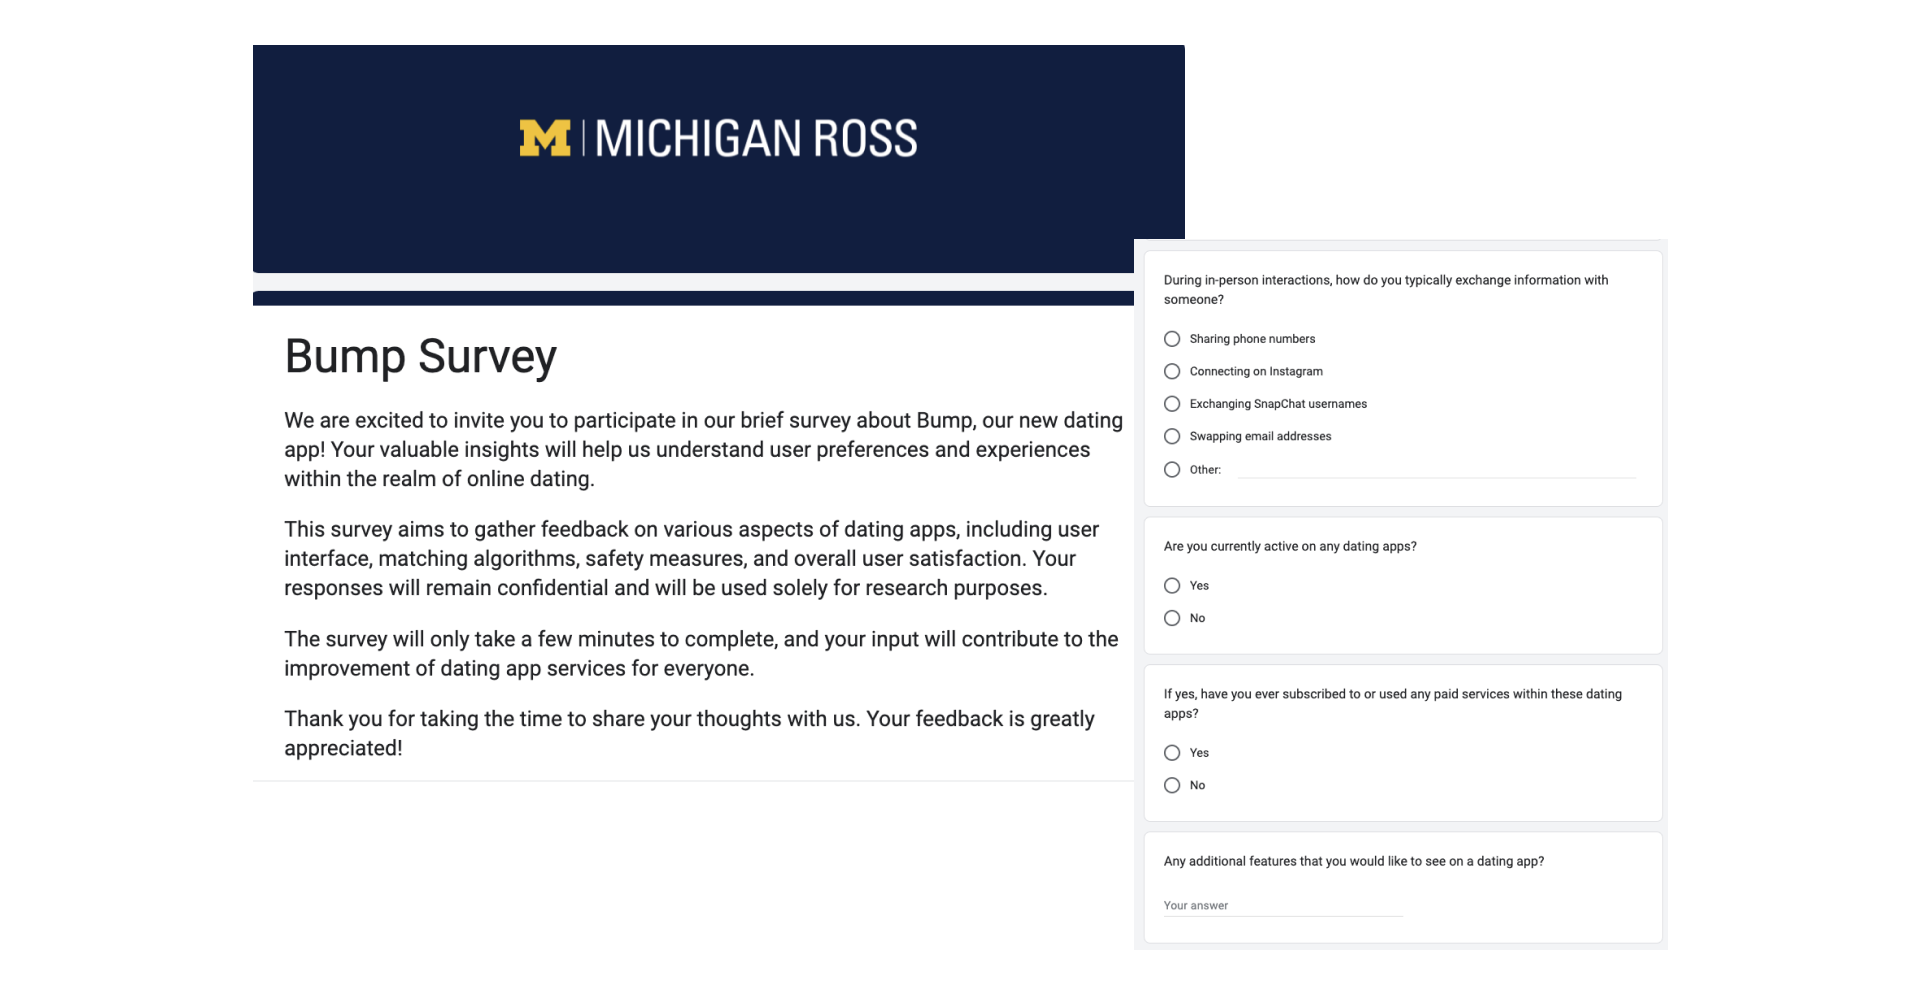 M | MICHIGAN ROSS
Bump Survey
We are excited to invite you to participate in our brief survey about Bump, our new dating
app! Your valuable insights will help us understand user preferences and experiences
within the realm of online dating.
This survey aims to gather feedback on various aspects of dating apps, including user
interface, matching algorithms, safety measures, and overall user satisfaction. Your
responses will remain confidential and will be used solely for research purposes.
The survey will only take a few minutes to complete, and your input will contribute to the
improvement of dating app services for everyone.
Thank you for taking the time to share your thoughts with us. Your feedback is greatly
appreciated!
During in-person interactions, how do you typically exchange information with
someone?
Sharing phone numbers
Connecting on Instagram
Exchanging SnapChat usernames
Swapping email addresses
Other:
Are you currently active on any dating apps?
Yes
No
If yes, have you ever subscribed to or used any paid services within these dating
apps?
Yes
No
Any additional features that you would like to see on a dating app?
Your answer